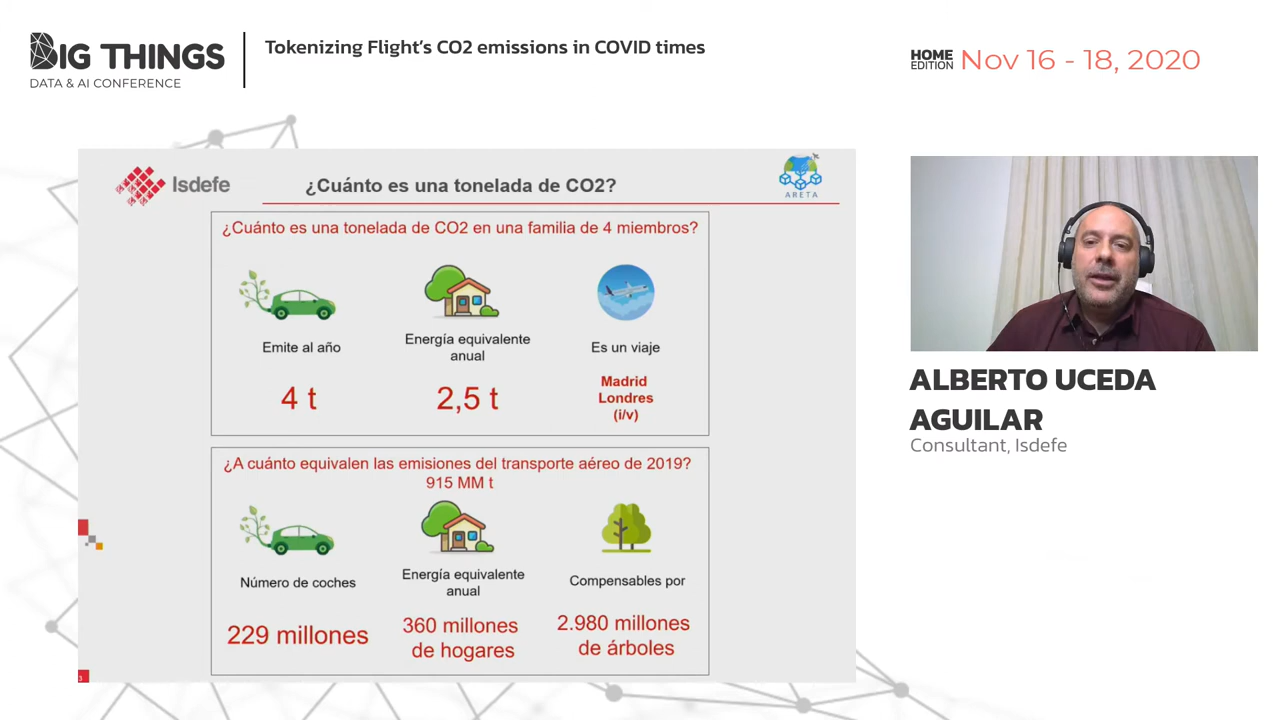 BIG THINGS
DATA & AI CONFERENCE
Tokenizing Flight's CO2 emissions in COVID times
HOME
EDITION
Nov 16 - 18, 2020
Isdefe
¿Cuánto es una tonelada de CO2?
ARETA
¿Cuánto es una tonelada de CO2 en una familia de 4 miembros?
Emite al año
4 t
Energía equivalente
anual
2,5 t
Es un viaje
Madrid
Londres
(i/v)
¿A cuánto equivalen las emisiones del transporte aéreo de 2019?
915 MM t
Número de coches
229 millones
Energía equivalente
anual
360 millones
de hogares
Compensables por
2.980 millones
de árboles
3
ALBERTO UCEDA
AGUILAR
Consultant, Isdefe